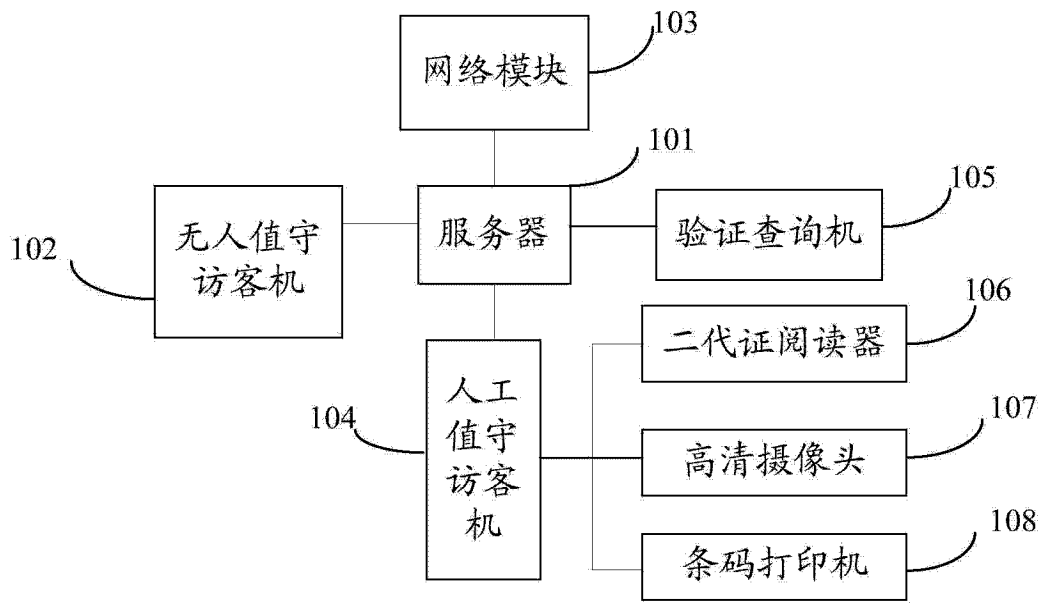 103
网络模块
101
服务器
105
验证查询机
102
无人值守
访客机
106
二代证阅读器
104
人工
值守
访客
机
107
高清摄像头
108
条码打印机